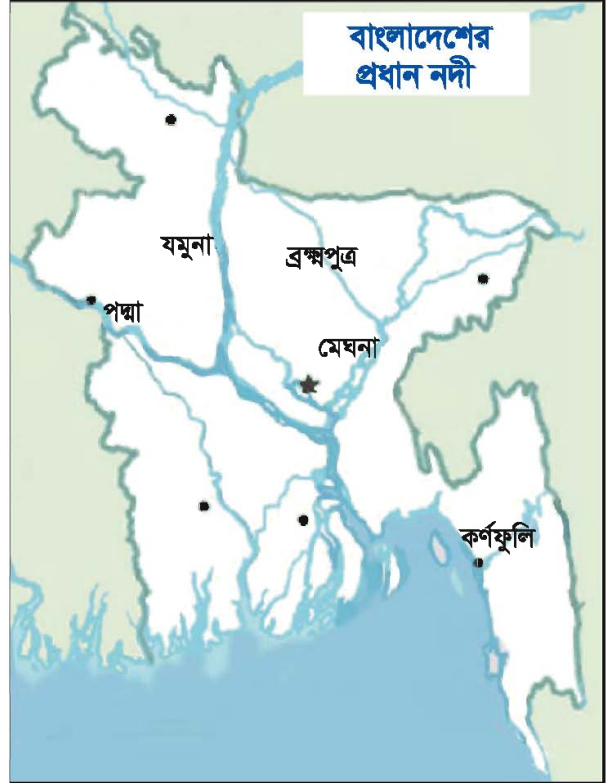 বাংলাদেশের
প্রধান নদী
যমুনা
ব্রহ্মপুত্র
পদ্মা
মেঘনা
কর্ণফুলি